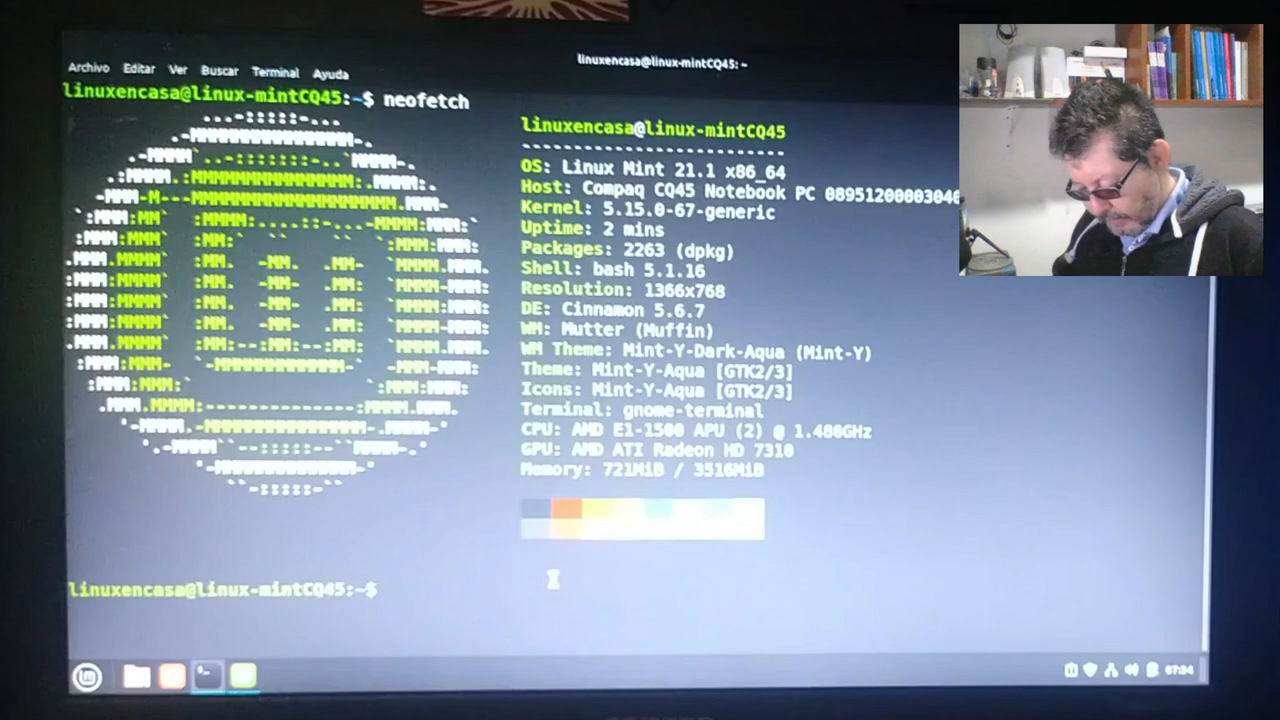 linuxencasa@linux-mintCQ45: ~
Archivo Editar Ver Buscar Terminal Ayuda
linuxencasa@linux-mintCQ45:~$ neofetch
linuxencasa@linux-mintCQ45
--------------------------
OS: Linux Mint 21.1 x86_64
Host: Compaq CQ45 Notebook PC 0895120000304
Kernel: 5.15.0-67-generic
Uptime: 2 mins
Packages: 2263 (dpkg)
Shell: bash 5.1.16
Resolution: 1366x768
DE: Cinnamon 5.6.7
WM: Mutter (Muffin)
WM Theme: Mint-Y-Dark-Aqua (Mint-Y)
Theme: Mint-Y-Aqua [GTK2/3]
Icons: Mint-Y-Aqua [GTK2/3]
Terminal: gnome-terminal
CPU: AMD E1-1500 APU (2) @ 1.480GHz
GPU: AMD ATI Radeon HD 7310
Memory: 721MiB / 3516MiB
linuxencasa@linux-mintCQ45:~$
07:34